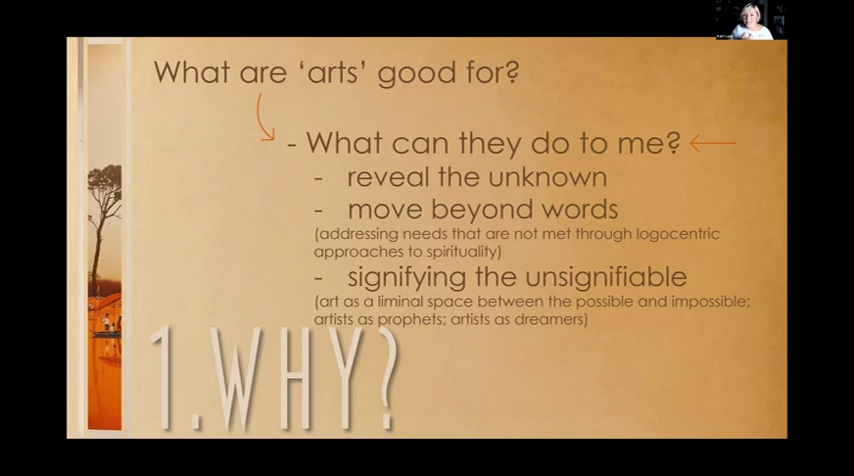 What are ‘arts’ good for?
- What can they do to me?
- reveal the unknown
- move beyond words
(addressing needs that are not met through logocentric
approaches to spirituality)
- signifying the unsignifiable
(art as a liminal space between the possible and impossible;
artists as prophets; artists as dreamers)
1.WHY?